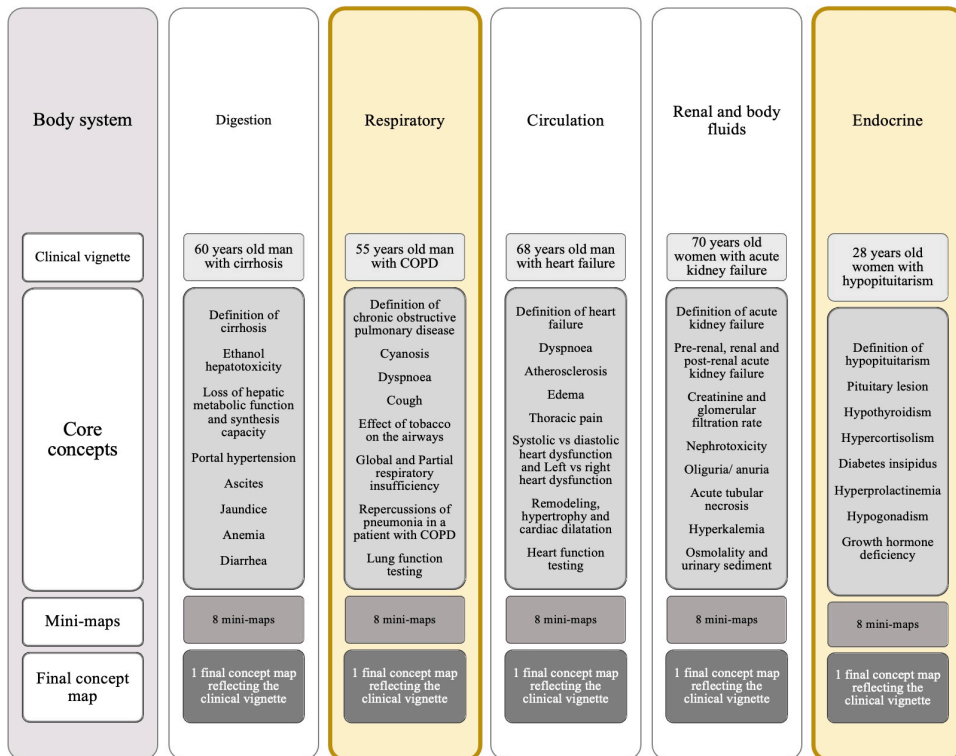 Body system
Clinical vignette
Core
concepts
Mini-maps
Final concept
map
Digestion
60 years old man
with cirrhosis
Definition of
cirrhosis
Ethanol
hepatotoxicity
Loss of hepatic
metabolic function
and synthesis
capacity
Portal hypertension
Ascites
Jaundice
Anemia
Diarrhea
8 mini-maps
1 final concept map
reflecting the
clinical vignette
Respiratory
55 years old man
with COPD
Definition of
chronic obstructive
pulmonary disease
Cyanosis
Dyspnoea
Cough
Effect of tobacco
on the airways
Global and Partial
respiratory
insufficiency
Repercussions of
pneumonia in a
patient with COPD
Lung function
testing
8 mini-maps
1 final concept map
reflecting the
clinical vignette
Circulation
68 years old man
with heart failure
Definition of heart
failure
Dyspnoea
Atherosclerosis
Edema
Thoracic pain
Systolic vs diastolic
heart dysfunction
and Left vs right
heart dysfunction
Remodeling,
hypertrophy and
cardiac dilatation
Heart function
testing
8 mini-maps
1 final concept map
reflecting the
clinical vignette
Renal and body
fluids
70 years old
women with acute
kidney failure
Definition of acute
kidney failure
Pre-renal, renal and
post-renal acute
kidney failure
Creatinine and
glomerular
filtration rate
Nephrotoxicity
Oliguria/ anuria
Acute tubular
necrosis
Hyperkalemia
Osmolality and
urinary sediment
8 mini-maps
1 final concept map
reflecting the
clinical vignette
Endocrine
28 years old
women with
hypopituitarism
Definition of
hypopituitarism
Pituitary lesion
Hypothyroidism
Hypercortisolism
Diabetes insipidus
Hyperprolactinemia
Hypogonadism
Growth hormone
deficiency
8 mini-maps
1 final concept map
reflecting the
clinical vignette